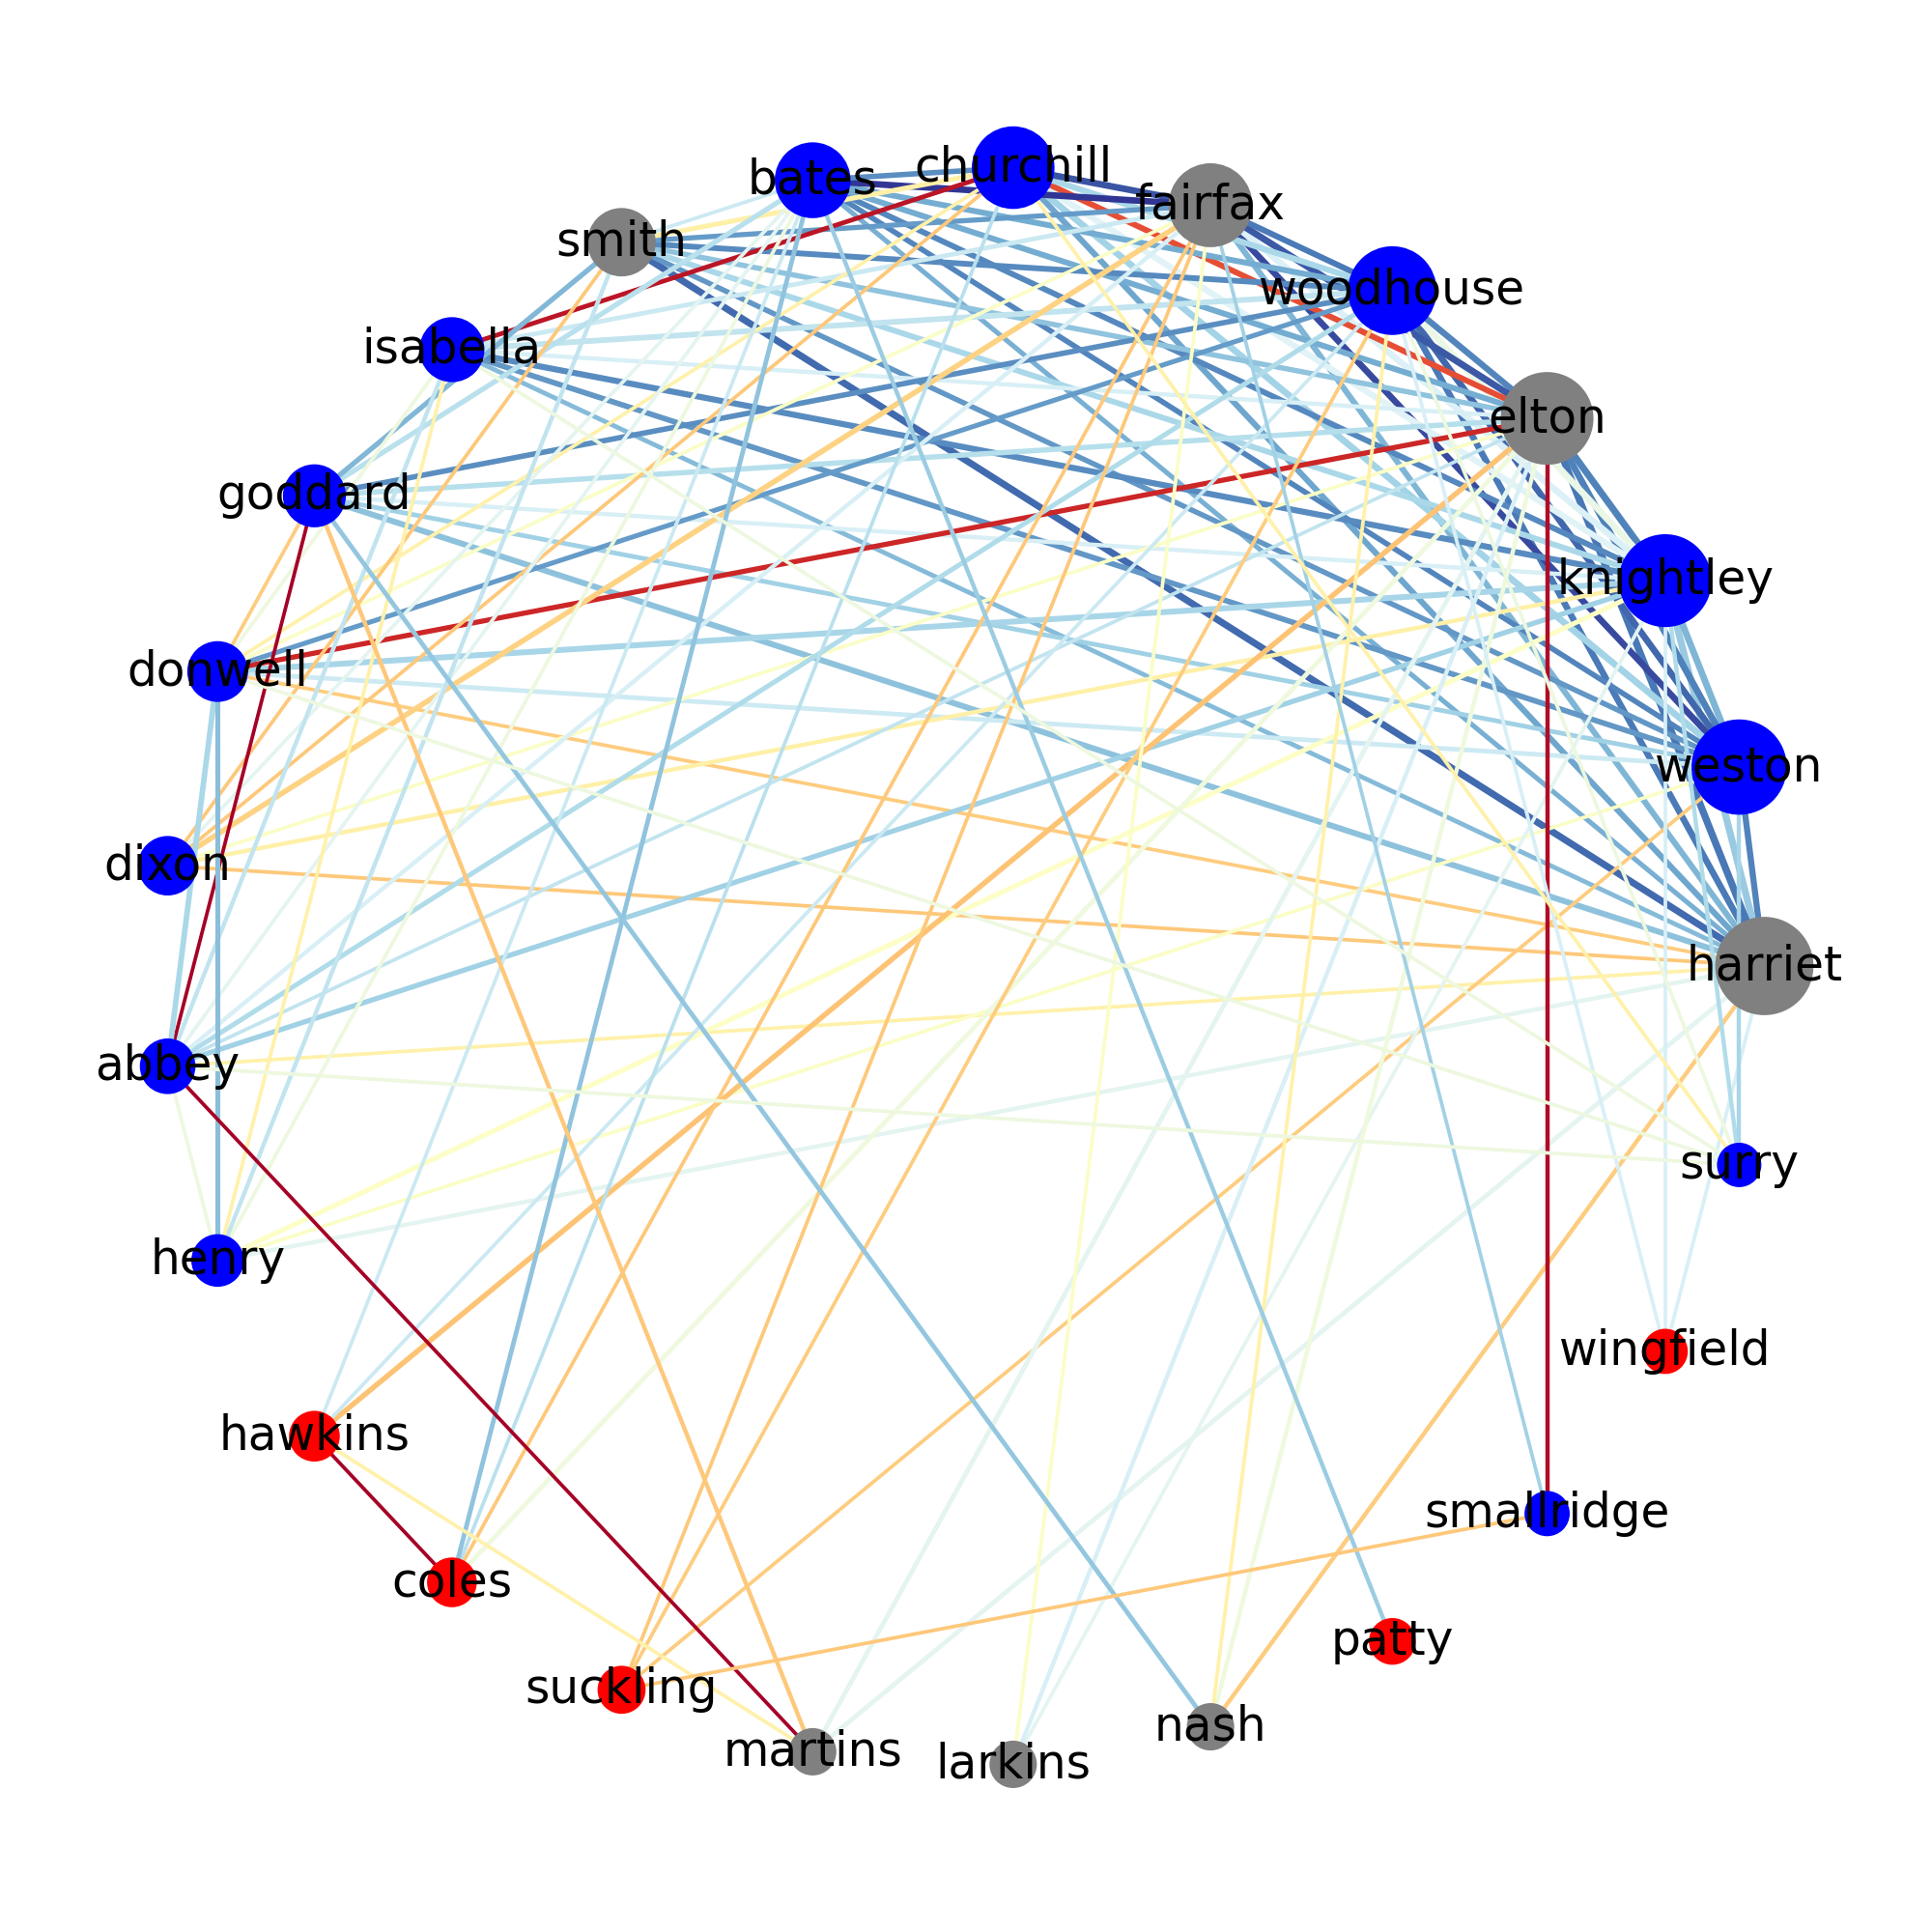 churchill
bates
fairfax
smith
woodhouse
isabella
elton
goddard
knightley
donwell
weston
dixon
harriet
abbey
surry
henry
wingfield
hawkins
smallridge
coles
patty
suckling
nash
martins
larkins